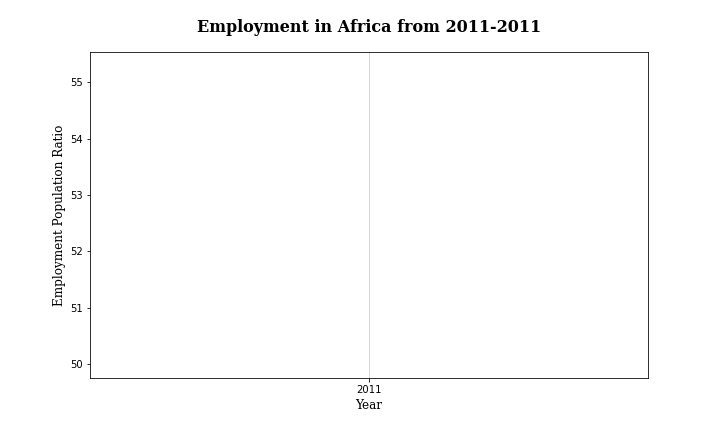 Employment in Africa from 2011-2011
Employment Population Ratio
55
54
53
52
51
50
2011
Year